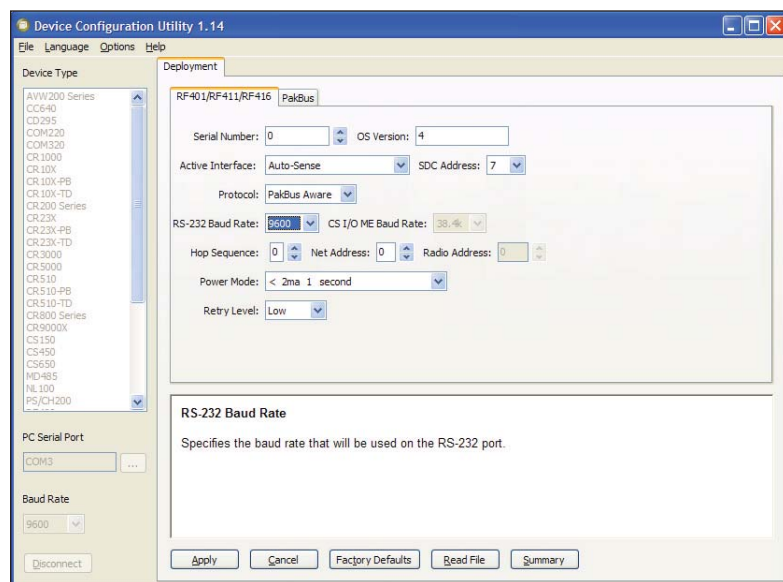 Device Configuration Utility 1.14
File Language Options Help
Device Type
AVW200 Series
CC640
CD295
COM220
COM320
CR1000
CR10X
CR10X-PB
CR10X-TD
CR200 Series
CR23X
CR23X-PB
CR23X-TD
CR3000
CR5000
CR510
CR510-PB
CR510-TD
CR800 Series
CR9000X
CS150
CS450
CS650
MD485
NL100
PS/CH200
PC Serial Port
COM3 ...
Baud Rate
9600
Disconnect
Deployment
RF401/RF411/RF416 PakBus
Serial Number: 0 OS Version: 4
Active Interface: Auto-Sense SDC Address: 7
Protocol: PakBus Aware
RS-232 Baud Rate: 9600 CS I/O ME Baud Rate: 38.4k
Hop Sequence: 0 Net Address: 0 Radio Address: 0
Power Mode: < 2ma 1 second
Retry Level: Low
RS-232 Baud Rate
Specifies the baud rate that will be used on the RS-232 port.
Apply Cancel Factory Defaults Read File Summary